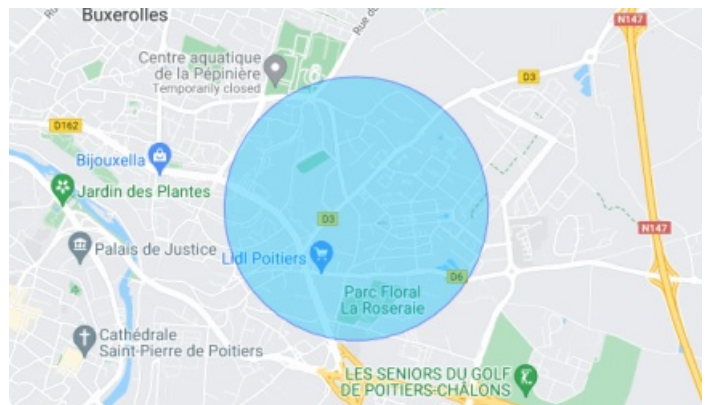 Buxerolles
N147
Centre aquatique
de la Pépinière
Temporarily closed
D3
D162
Bijouxella
Jardin des Plantes
D3
N147
Palais de Justice
Lidl Poitiers
D6
Parc Floral
La Roseraie
Cathédrale
Saint-Pierre de Poitiers
LES SENIORS DU GOLF
DE POITIERS-CHÂLONS